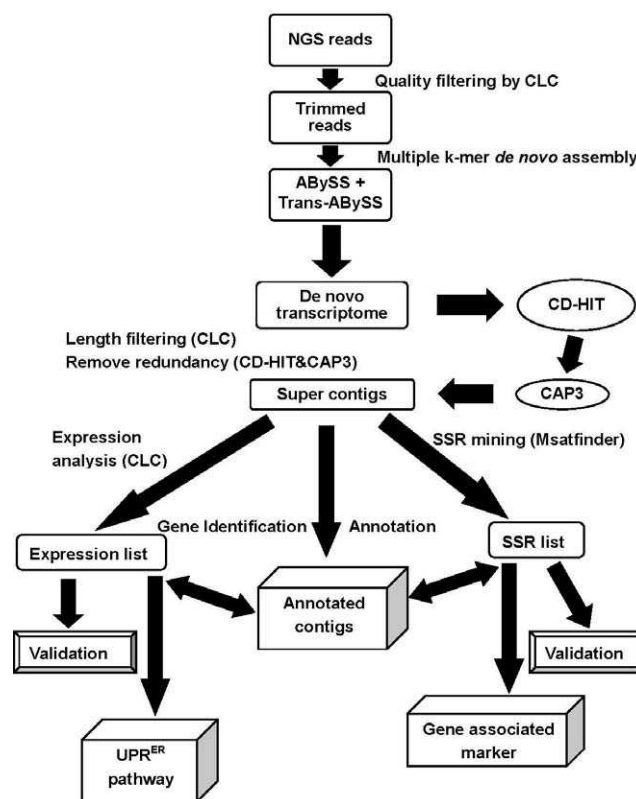 NGS reads
Quality filtering by CLC
Trimmed
reads
Multiple k-mer de novo assembly
ABySS +
Trans-ABySS
De novo
transcriptome
CD-HIT
Length filtering (CLC)
Remove redundancy (CD-HIT&CAP3)
CAP3
Super contigs
Expression
analysis (CLC)
SSR mining (Msatfinder)
Gene Identification
Annotation
Expression list
SSR list
Annotated
contigs
Validation
Validation
UPRᴱᴿ
pathway
Gene associated
marker